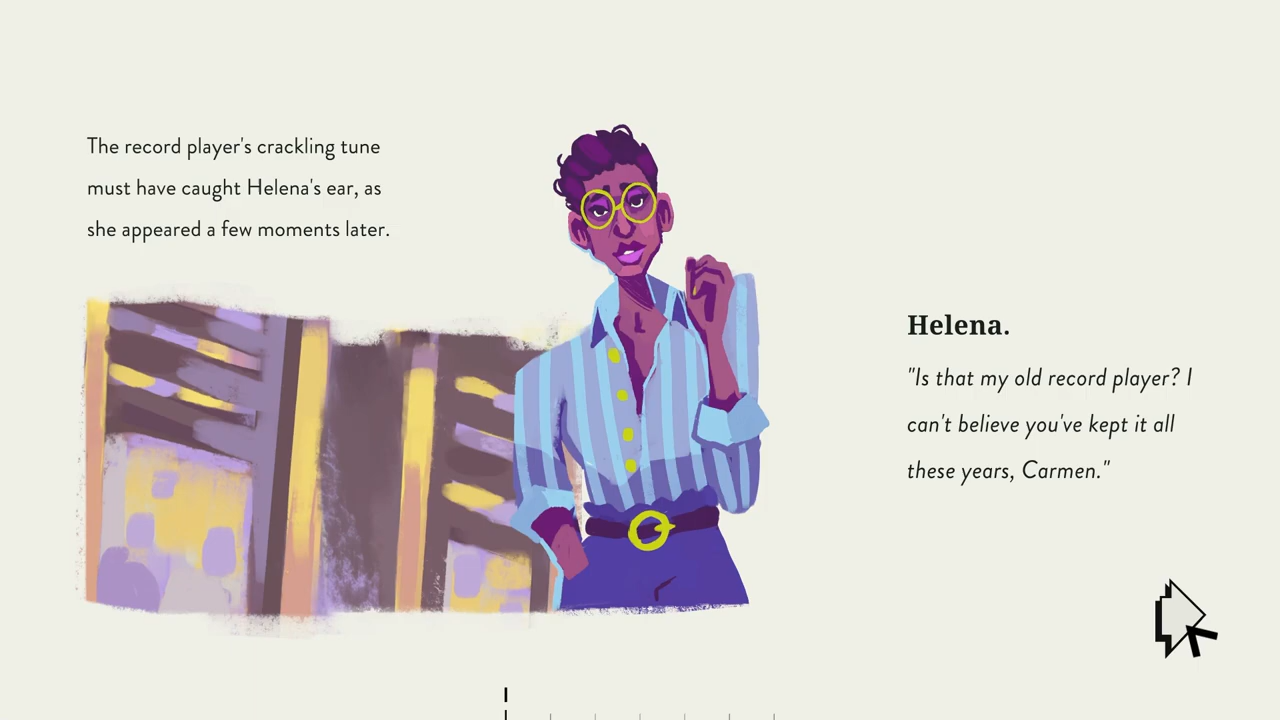 The record player's crackling tune
must have caught Helena's ear, as
she appeared a few moments later.
Helena.
"Is that my old record player? I
can't believe you've kept it all
these years, Carmen."